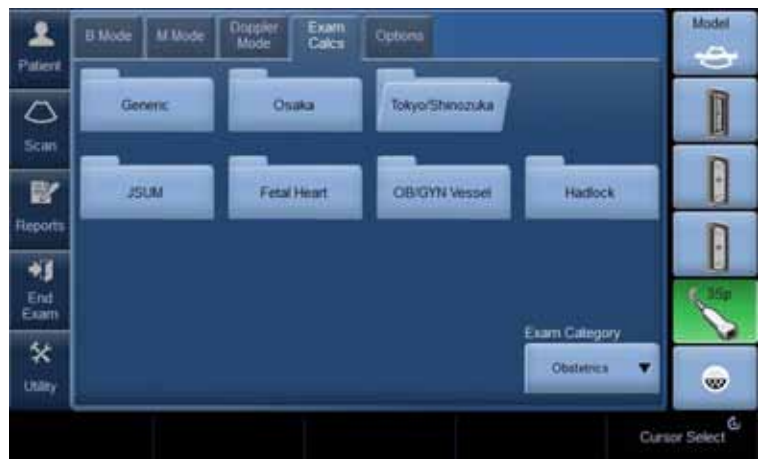 Patient
B Mode
M Mode
Doppler
Mode
Exam
Calcs
Options
Model
Generic
Osaka
Tokyo/Shinozuka
Scan
JSUM
Fetal Heart
OB/GYN Vessel
Hadlock
Reports
End
Exam
35p
Exam Category
Obstetrics
Utility
Cursor Select